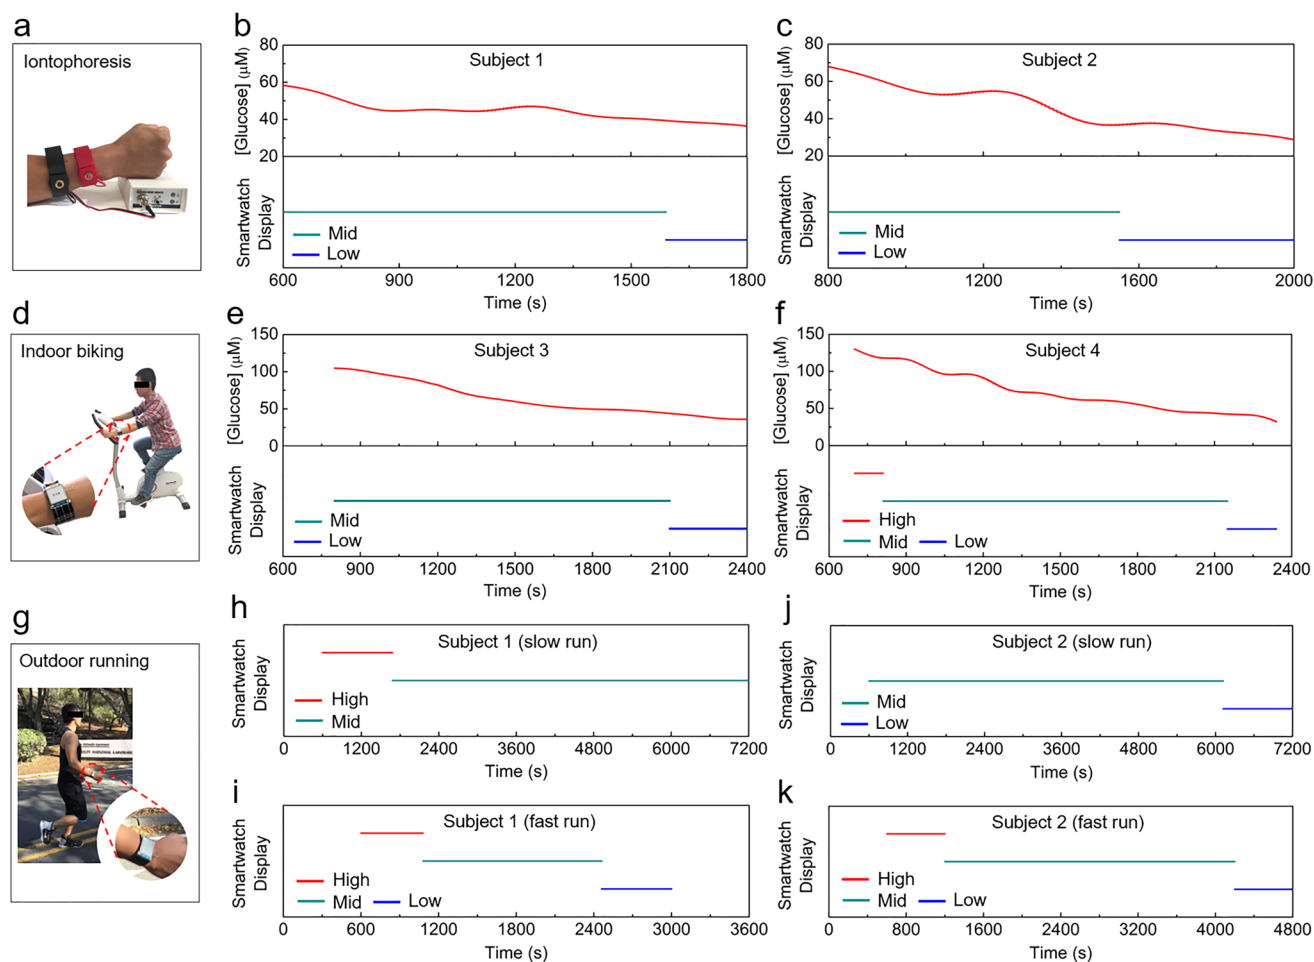 a
Iontophoresis
b
[Glucose] (μM)
80
60
40
20
Subject 1
Smartwatch
Display
Mid
Low
600
900
1200
1500
1800
Time (s)
c
[Glucose] (μM)
80
60
40
20
Subject 2
Smartwatch
Display
Mid
Low
800
1200
1600
2000
Time (s)
d
Indoor biking
e
[Glucose] (μM)
150
100
50
0
Subject 3
Smartwatch
Display
Mid
Low
600
900
1200
1500
1800
2100
2400
Time (s)
f
[Glucose] (μM)
150
100
50
0
Subject 4
Smartwatch
Display
High
Mid Low
600
900
1200
1500
1800
2100
2400
Time (s)
g
Outdoor running
h
Smartwatch
Display
Subject 1 (slow run)
High
Mid
0
1200
2400
3600
4800
6000
7200
Time (s)
j
Smartwatch
Display
Subject 2 (slow run)
Mid
Low
0
1200
2400
3600
4800
6000
7200
Time (s)
i
Smartwatch
Display
Subject 1 (fast run)
High
Mid Low
0
600
1200
1800
2400
3000
3600
Time (s)
k
Smartwatch
Display
Subject 2 (fast run)
High
Mid Low
0
800
1600
2400
3200
4000
4800
Time (s)